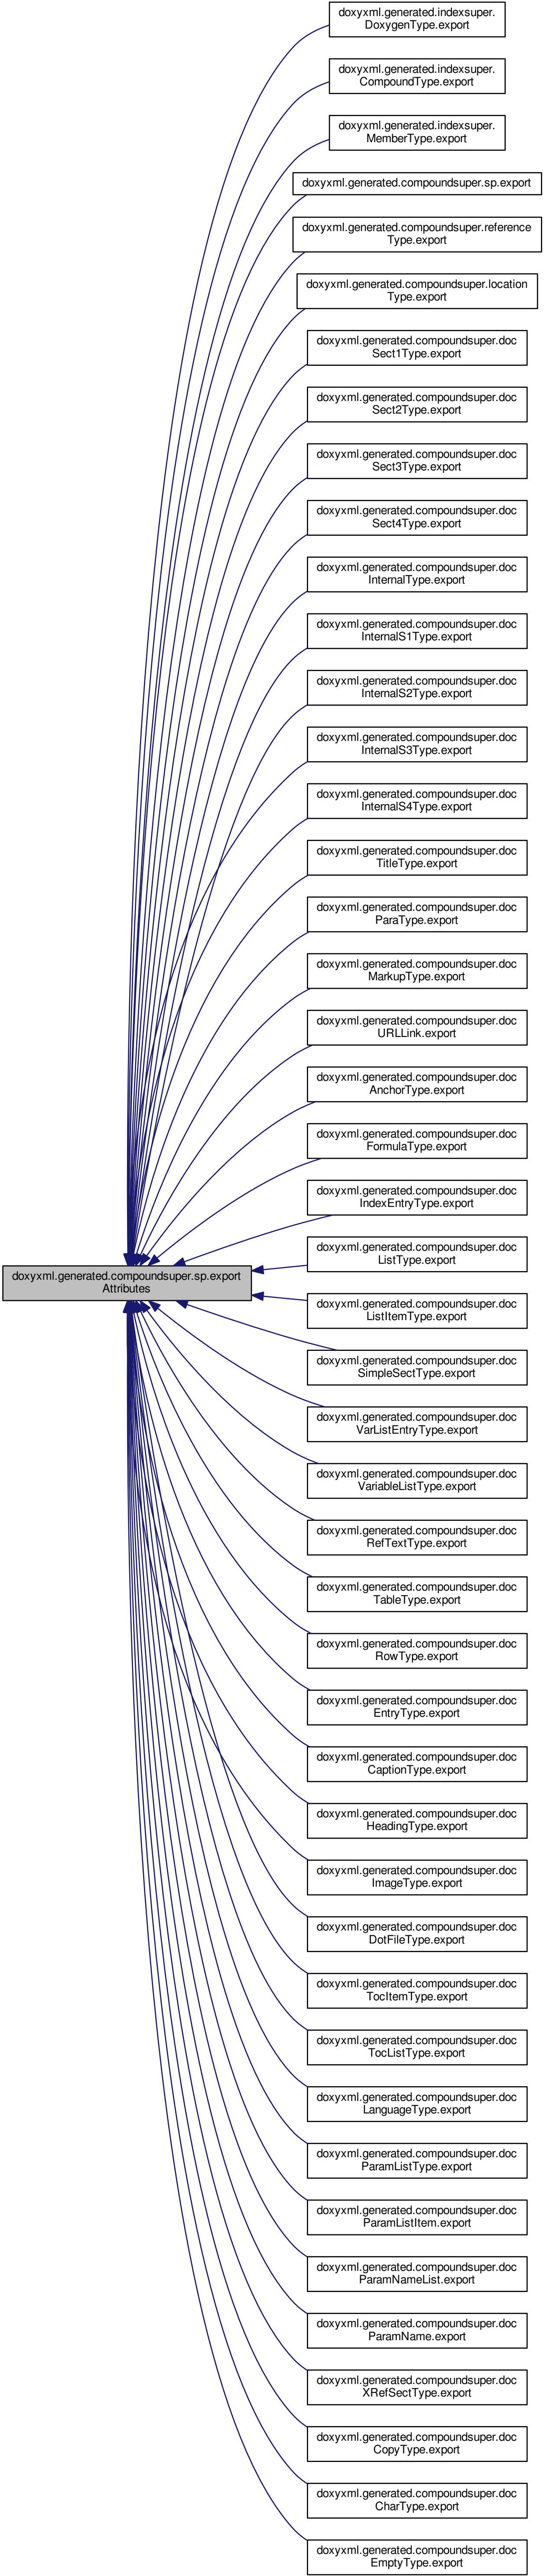 doxyxml.generated.indexsuper.
DoxygenType.export
doxyxml.generated.indexsuper.
CompoundType.export
doxyxml.generated.indexsuper.
MemberType.export
doxyxml.generated.compoundsuper.sp.export
doxyxml.generated.compoundsuper.reference
Type.export
doxyxml.generated.compoundsuper.location
Type.export
doxyxml.generated.compoundsuper.doc
Sect1Type.export
doxyxml.generated.compoundsuper.doc
Sect2Type.export
doxyxml.generated.compoundsuper.doc
Sect3Type.export
doxyxml.generated.compoundsuper.doc
Sect4Type.export
doxyxml.generated.compoundsuper.doc
InternalType.export
doxyxml.generated.compoundsuper.doc
InternalS1Type.export
doxyxml.generated.compoundsuper.doc
InternalS2Type.export
doxyxml.generated.compoundsuper.doc
InternalS3Type.export
doxyxml.generated.compoundsuper.doc
InternalS4Type.export
doxyxml.generated.compoundsuper.doc
TitleType.export
doxyxml.generated.compoundsuper.doc
ParaType.export
doxyxml.generated.compoundsuper.doc
MarkupType.export
doxyxml.generated.compoundsuper.doc
URLLink.export
doxyxml.generated.compoundsuper.doc
AnchorType.export
doxyxml.generated.compoundsuper.doc
FormulaType.export
doxyxml.generated.compoundsuper.doc
IndexEntryType.export
doxyxml.generated.compoundsuper.sp.export
Attributes
doxyxml.generated.compoundsuper.doc
ListType.export
doxyxml.generated.compoundsuper.doc
ListItemType.export
doxyxml.generated.compoundsuper.doc
SimpleSectType.export
doxyxml.generated.compoundsuper.doc
VarListEntryType.export
doxyxml.generated.compoundsuper.doc
VariableListType.export
doxyxml.generated.compoundsuper.doc
RefTextType.export
doxyxml.generated.compoundsuper.doc
TableType.export
doxyxml.generated.compoundsuper.doc
RowType.export
doxyxml.generated.compoundsuper.doc
EntryType.export
doxyxml.generated.compoundsuper.doc
CaptionType.export
doxyxml.generated.compoundsuper.doc
HeadingType.export
doxyxml.generated.compoundsuper.doc
ImageType.export
doxyxml.generated.compoundsuper.doc
DotFileType.export
doxyxml.generated.compoundsuper.doc
TocItemType.export
doxyxml.generated.compoundsuper.doc
TocListType.export
doxyxml.generated.compoundsuper.doc
LanguageType.export
doxyxml.generated.compoundsuper.doc
ParamListType.export
doxyxml.generated.compoundsuper.doc
ParamListItem.export
doxyxml.generated.compoundsuper.doc
ParamNameList.export
doxyxml.generated.compoundsuper.doc
ParamName.export
doxyxml.generated.compoundsuper.doc
XRefSectType.export
doxyxml.generated.compoundsuper.doc
CopyType.export
doxyxml.generated.compoundsuper.doc
CharType.export
doxyxml.generated.compoundsuper.doc
EmptyType.export